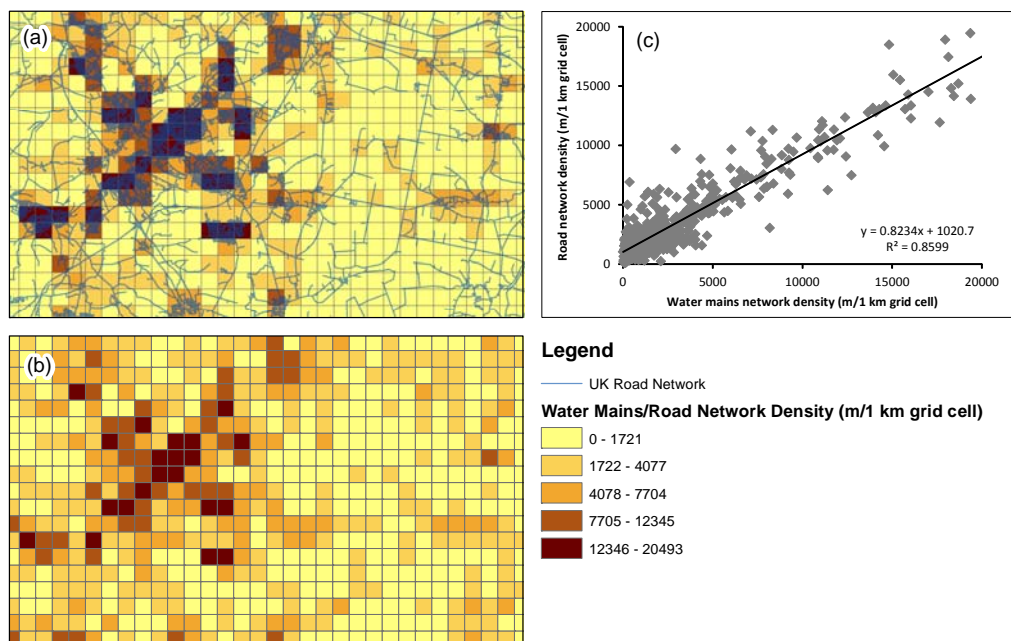 (a)
(b)
(c)
20000
15000
10000
5000
0
0 5000 10000 15000 20000
Road network density (m/1 km grid cell)
Water mains network density (m/1 km grid cell)
y = 0.8234x + 1020.7
R² = 0.8599
Legend
UK Road Network
Water Mains/Road Network Density (m/1 km grid cell)
0 - 1721
1722 - 4077
4078 - 7704
7705 - 12345
12346 - 20493